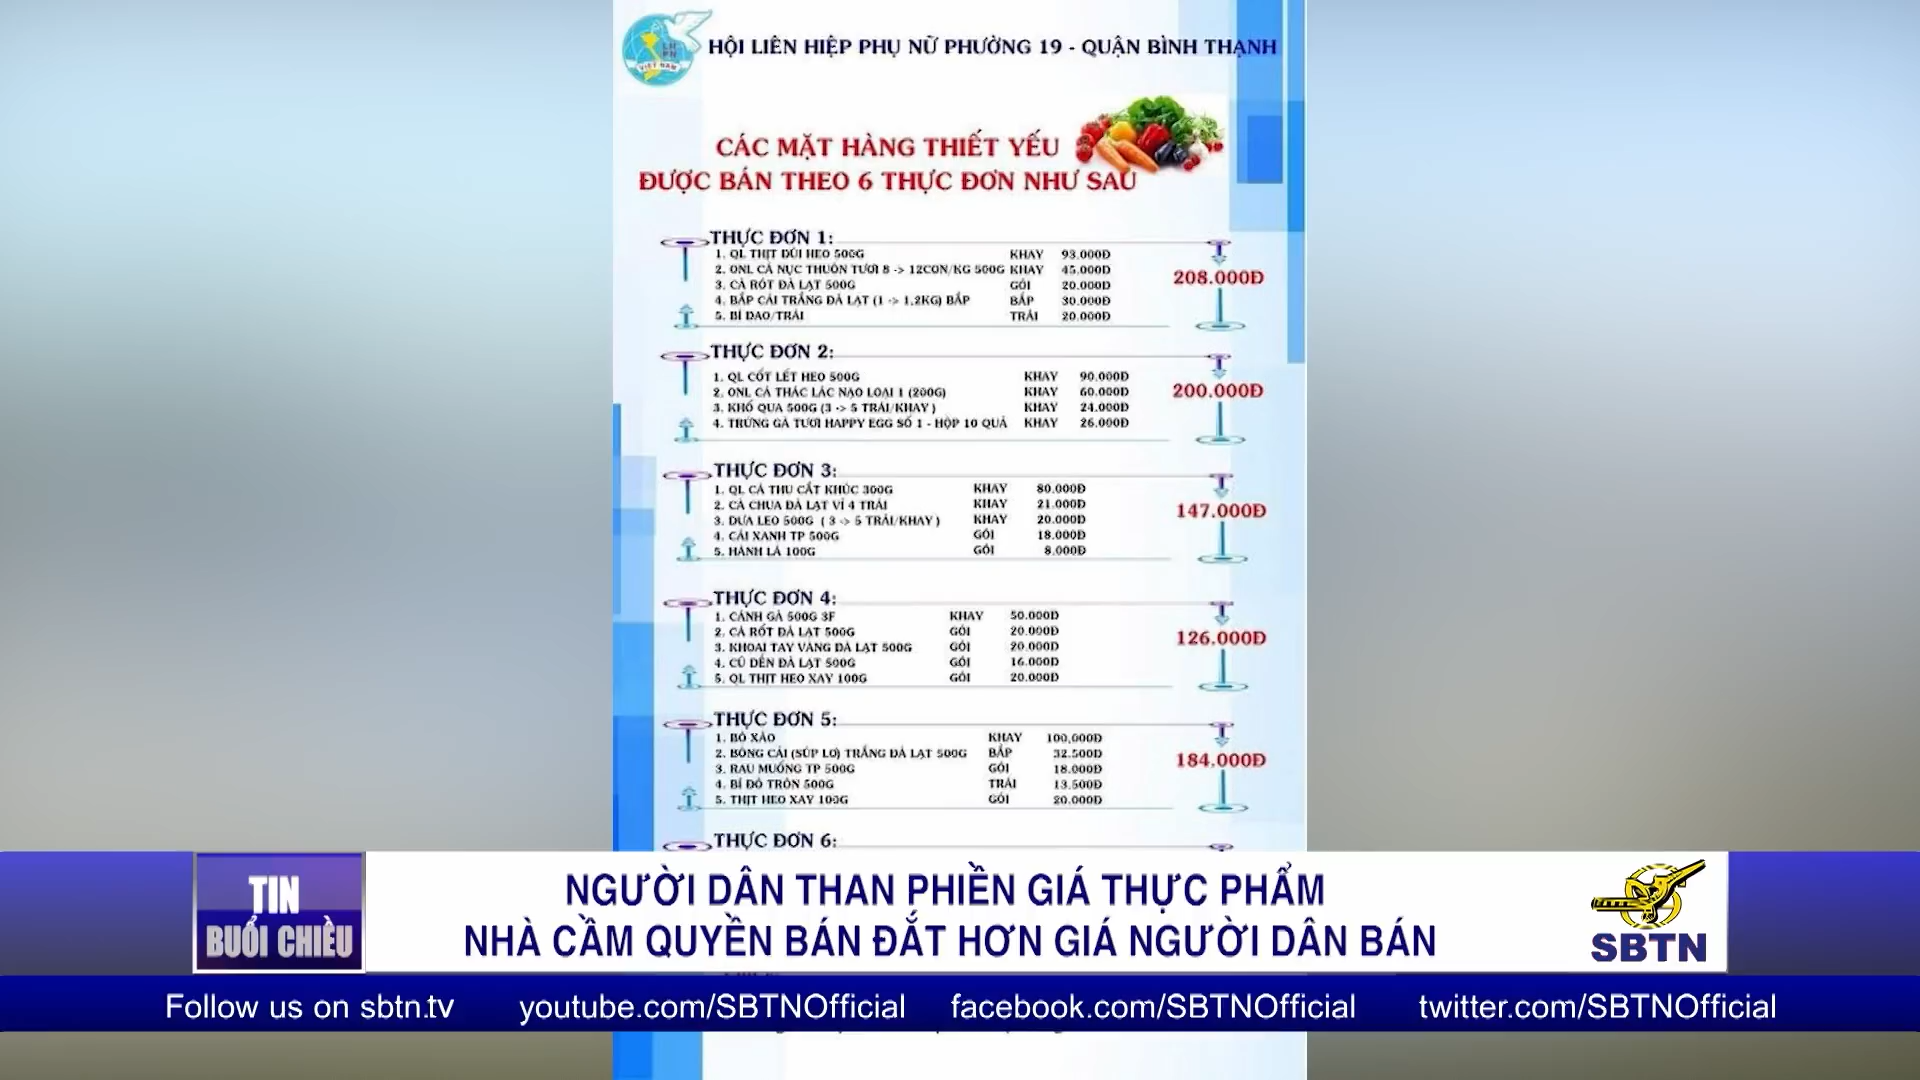 LH
PN
VIỆT NAM
HỘI LIÊN HIỆP PHỤ NỮ PHƯỜNG 19 - QUẬN BÌNH THẠNH
CÁC MẶT HÀNG THIẾT YẾU
ĐƯỢC BÁN THEO 6 THỰC ĐƠN NHƯ SAU
THỰC ĐƠN 1:
1. QL THỊT ĐÙI HEO 500G KHAY 93.000Đ
2. ONL CÁ NỤC THUÔN TƯƠI 8 -> 12CON/KG 500G KHAY 45.000Đ
3. CÀ RỐT ĐÀ LẠT 500G GÓI 20.000Đ
4. BẮP CẢI TRẮNG ĐÀ LẠT (1 -> 1,2KG) BẮP BẮP 30.000Đ
5. BÍ DAO/TRÁI TRÁI 20.000Đ
208.000Đ
THỰC ĐƠN 2:
1. QL CỐT LẾT HEO 500G KHAY 90.000Đ
2. ONL CÁ THÁC LÁC NẠO LOẠI 1 (200G) KHAY 60.000Đ
3. KHỔ QUA 500G (3 -> 5 TRÁI/KHAY ) KHAY 24.000Đ
4. TRỨNG GÀ TƯƠI HAPPY EGG SỐ 1 - HỘP 10 QUẢ KHAY 26.000Đ
200.000Đ
THỰC ĐƠN 3:
1. QL CÁ THU CẮT KHÚC 300G KHAY 80.000Đ
2. CÀ CHUA ĐÀ LẠT VỈ 4 TRÁI KHAY 21.000Đ
3. DƯA LEO 500G ( 3 -> 5 TRÁI/KHAY ) KHAY 20.000Đ
4. CẢI XANH TP 500G GÓI 18.000Đ
5. HÀNH LÁ 100G GÓI 8.000Đ
147.000Đ
THỰC ĐƠN 4:
1. CÁNH GÀ 500G 3F KHAY 50.000Đ
2. CÀ RỐT ĐÀ LẠT 500G GÓI 20.000Đ
3. KHOAI TÂY VÀNG ĐÀ LẠT 500G GÓI 20.000Đ
4. CỦ DỀN ĐÀ LẠT 500G GÓI 16.000Đ
5. QL THỊT HEO XAY 100G GÓI 20.000Đ
126.000Đ
THỰC ĐƠN 5:
1. BÒ XÀO KHAY 100,000Đ
2. BÔNG CẢI (SÚP LƠ) TRẮNG ĐÀ LẠT 500G BẮP 32.500Đ
3. RAU MUỐNG TP 500G GÓI 18.000Đ
4. BÍ ĐỎ TRÒN 500G TRÁI 13.500Đ
5. THỊT HEO XAY 100G GÓI 20.000Đ
184.000Đ
THỰC ĐƠN 6:
TIN
BUỔI CHIỀU
NGƯỜI DÂN THAN PHIỀN GIÁ THỰC PHẨM
NHÀ CẦM QUYỀN BÁN ĐẮT HƠN GIÁ NGƯỜI DÂN BÁN
SBTN
Follow us on sbtn.tv youtube.com/SBTNOfficial facebook.com/SBTNOfficial twitter.com/SBTNOfficial